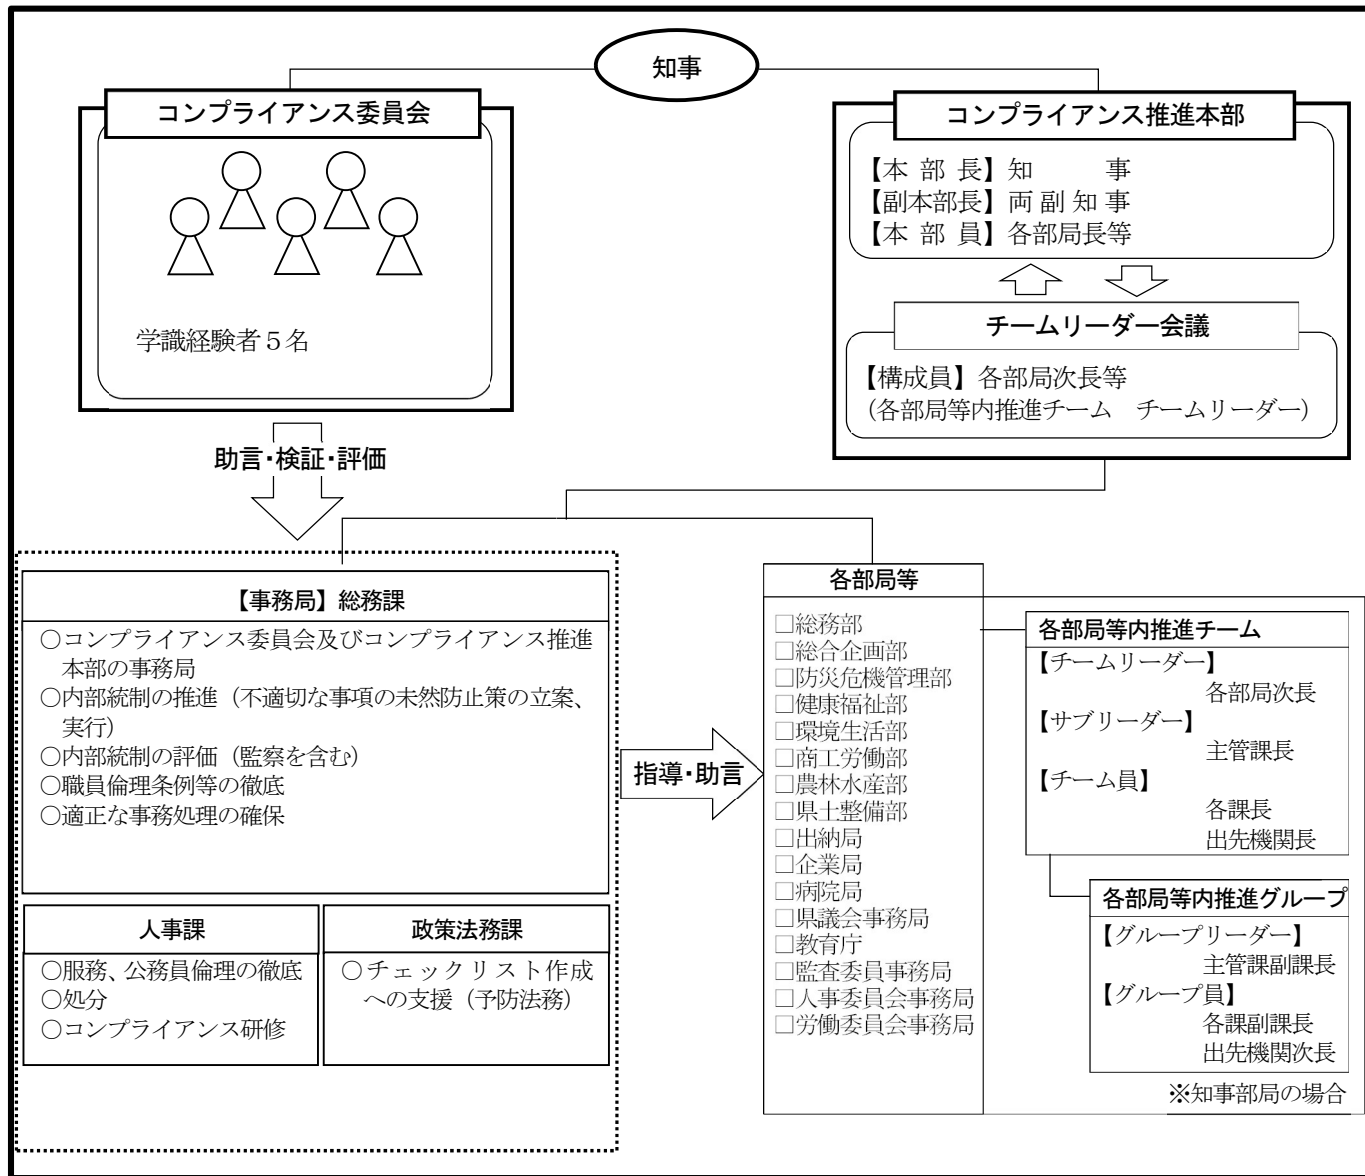 知事
コンプライアンス委員会
学識経験者５名
助言・検証・評価
コンプライアンス推進本部
【本部長】知　　事
【副本部長】両副知事
【本部員】各部局長等
チームリーダー会議
【構成員】各部局次長等
（各部局等内推進チーム　チームリーダー）
【事務局】総務課
○コンプライアンス委員会及びコンプライアンス推進
本部の事務局
○内部統制の推進（不適切な事項の未然防止策の立案、
実行）
○内部統制の評価（監察を含む）
○職員倫理条例等の徹底
○適正な事務処理の確保
人事課
○服務、公務員倫理の徹底
○処分
○コンプライアンス研修
政策法務課
○チェックリスト作成
への支援（予防法務）
指導・助言
各部局等
□総務部
□総合企画部
□防災危機管理部
□健康福祉部
□環境生活部
□商工労働部
□農林水産部
□県土整備部
□出納局
□企業局
□病院局
□県議会事務局
□教育庁
□監査委員事務局
□人事委員会事務局
□労働委員会事務局
各部局等内推進チーム
【チームリーダー】
各部局次長
【サブリーダー】
主管課長
【チーム員】
各課長
出先機関長
各部局等内推進グループ
【グループリーダー】
主管課副課長
【グループ員】
各課副課長
出先機関次長
※知事部局の場合